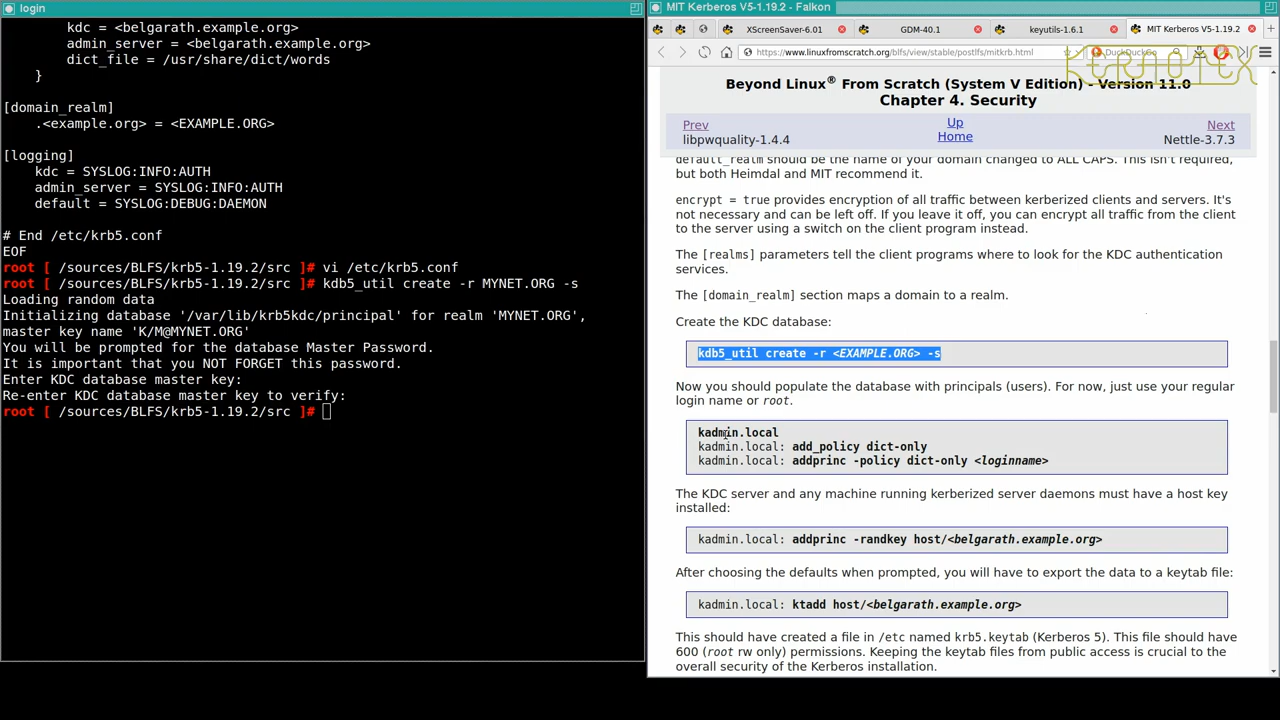 login
kdc = <belgarath.example.org>
admin_server = <belgarath.example.org>
dict_file = /usr/share/dict/words
}
[domain_realm]
.<example.org> = <EXAMPLE.ORG>
[logging]
kdc = SYSLOG:INFO:AUTH
admin_server = SYSLOG:INFO:AUTH
default = SYSLOG:DEBUG:DAEMON
# End /etc/krb5.conf
EOF
root [ /sources/BLFS/krb5-1.19.2/src ]# vi /etc/krb5.conf
root [ /sources/BLFS/krb5-1.19.2/src ]# kdb5_util create -r MYNET.ORG -s
Loading random data
Initializing database '/var/lib/krb5kdc/principal' for realm 'MYNET.ORG',
master key name 'K/M@MYNET.ORG'
You will be prompted for the database Master Password.
It is important that you NOT FORGET this password.
Enter KDC database master key:
Re-enter KDC database master key to verify:
root [ /sources/BLFS/krb5-1.19.2/src ]#
MIT Kerberos V5-1.19.2 - Falkon
XScreenSaver-6.01
GDM-40.1
keyutils-1.6.1
MIT Kerberos V5-1.19.2
https://www.linuxfromscratch.org/blfs/view/stable/postlfs/mitkrb.html
DuckDuckGo
KERNOTEX
Beyond Linux® From Scratch (System V Edition) - Version 11.0
Chapter 4. Security
Prev
Up
Next
libpwquality-1.4.4
Home
Nettle-3.7.3
default_realm should be the name of your domain changed to ALL CAPS. This isn't required,
but both Heimdal and MIT recommend it.
encrypt = true provides encryption of all traffic between kerberized clients and servers. It's
not necessary and can be left off. If you leave it off, you can encrypt all traffic from the client
to the server using a switch on the client program instead.
The [realms] parameters tell the client programs where to look for the KDC authentication
services.
The [domain_realm] section maps a domain to a realm.
Create the KDC database:
kdb5_util create -r <EXAMPLE.ORG> -s
Now you should populate the database with principals (users). For now, just use your regular
login name or root.
kadmin.local
kadmin.local: add_policy dict-only
kadmin.local: addprinc -policy dict-only <loginname>
The KDC server and any machine running kerberized server daemons must have a host key
installed:
kadmin.local: addprinc -randkey host/<belgarath.example.org>
After choosing the defaults when prompted, you will have to export the data to a keytab file:
kadmin.local: ktadd host/<belgarath.example.org>
This should have created a file in /etc named krb5.keytab (Kerberos 5). This file should have
600 (root rw only) permissions. Keeping the keytab files from public access is crucial to the
overall security of the Kerberos installation.